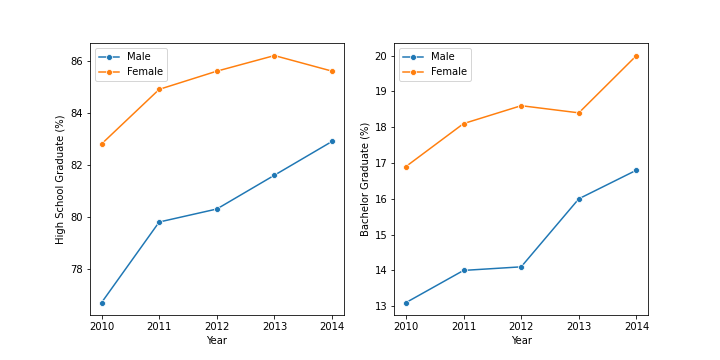 High School Graduate (%)
86
84
82
80
78
Male
Female
2010 2011 2012 2013 2014
Year
Bachelor Graduate (%)
20
19
18
17
16
15
14
13
Male
Female
2010 2011 2012 2013 2014
Year